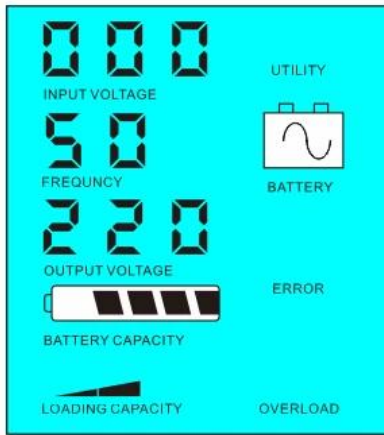 000
UTILITY
INPUT VOLTAGE
50
FREQUNCY
BATTERY
220
OUTPUT VOLTAGE
ERROR
BATTERY CAPACITY
LOADING CAPACITY
OVERLOAD